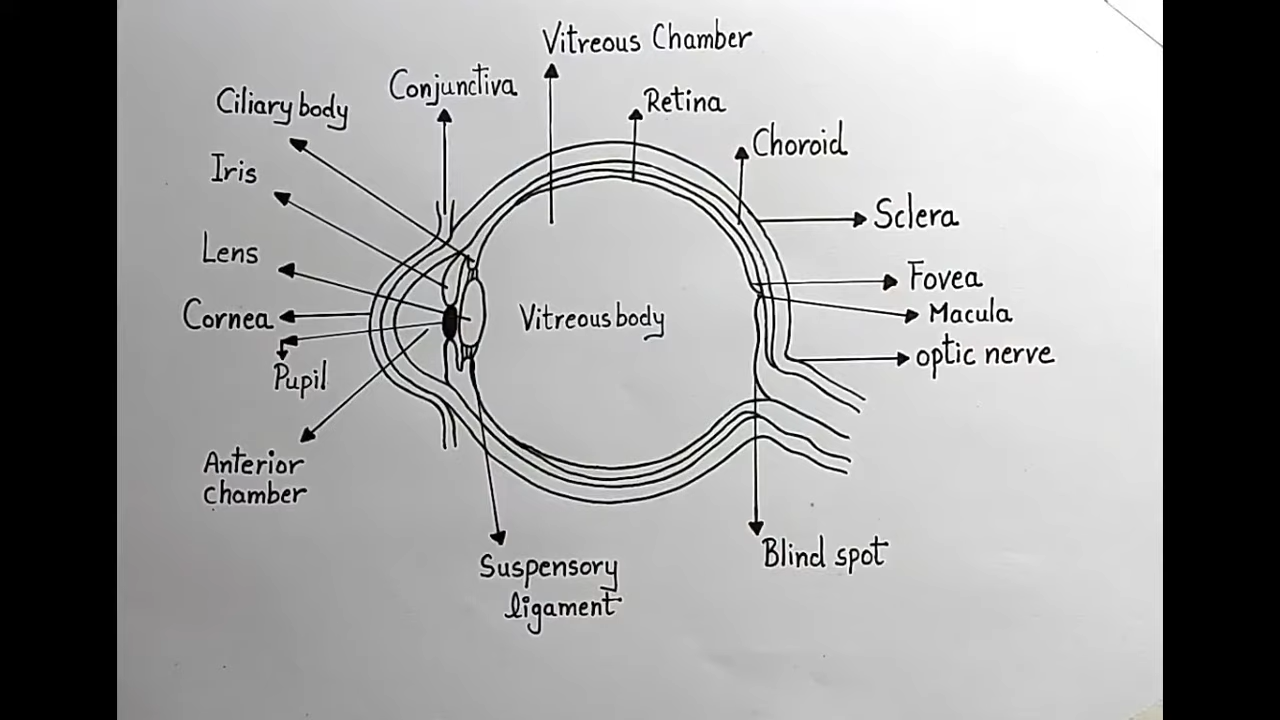 Vitreous Chamber
Conjunctiva
Retina
Ciliary body
Choroid
Iris
Sclera
Lens
Fovea
Cornea
Vitreous body
Macula
optic nerve
Pupil
Anterior
chamber
Blind spot
Suspensory
ligament